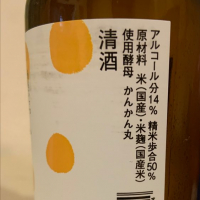 アルコール分14% 精米歩合50%
原材料 米(国産)・米麹(国産米)
使用酵母 かんかん丸
清酒